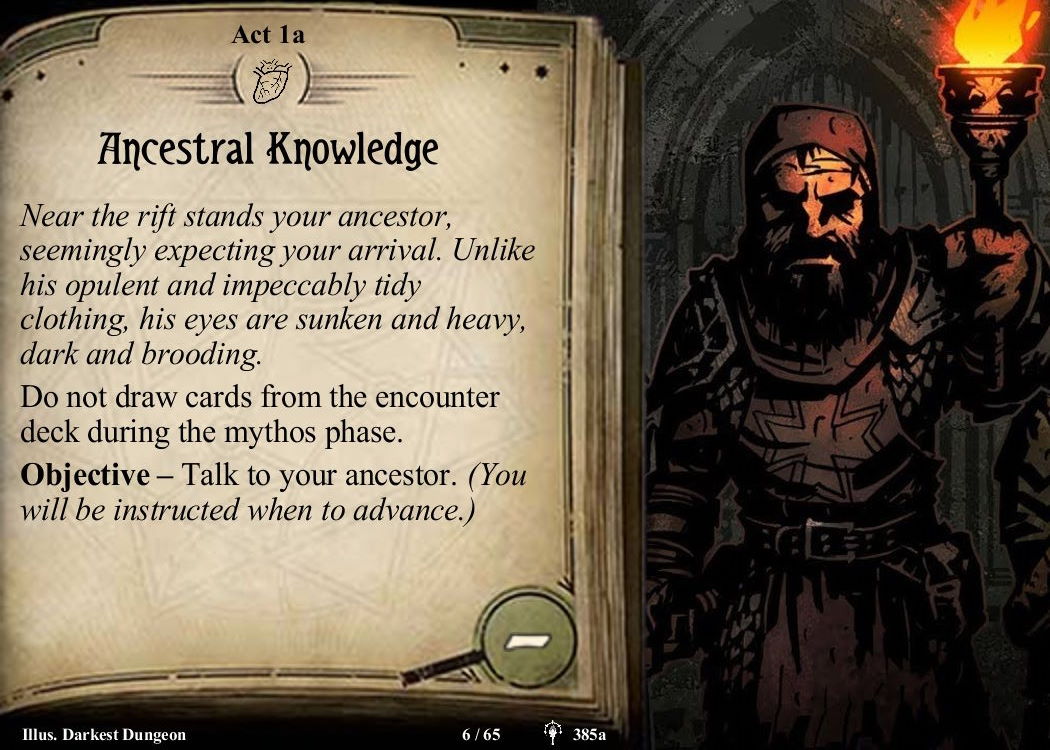 Act 1a
Ancestral Knowledge
Near the rift stands your ancestor,
seemingly expecting your arrival. Unlike
his opulent and impeccably tidy
clothing, his eyes are sunken and heavy,
dark and brooding.
Do not draw cards from the encounter
deck during the mythos phase.
Objective – Talk to your ancestor. (You
will be instructed when to advance.)
–
Illus. Darkest Dungeon
6 / 65
385a